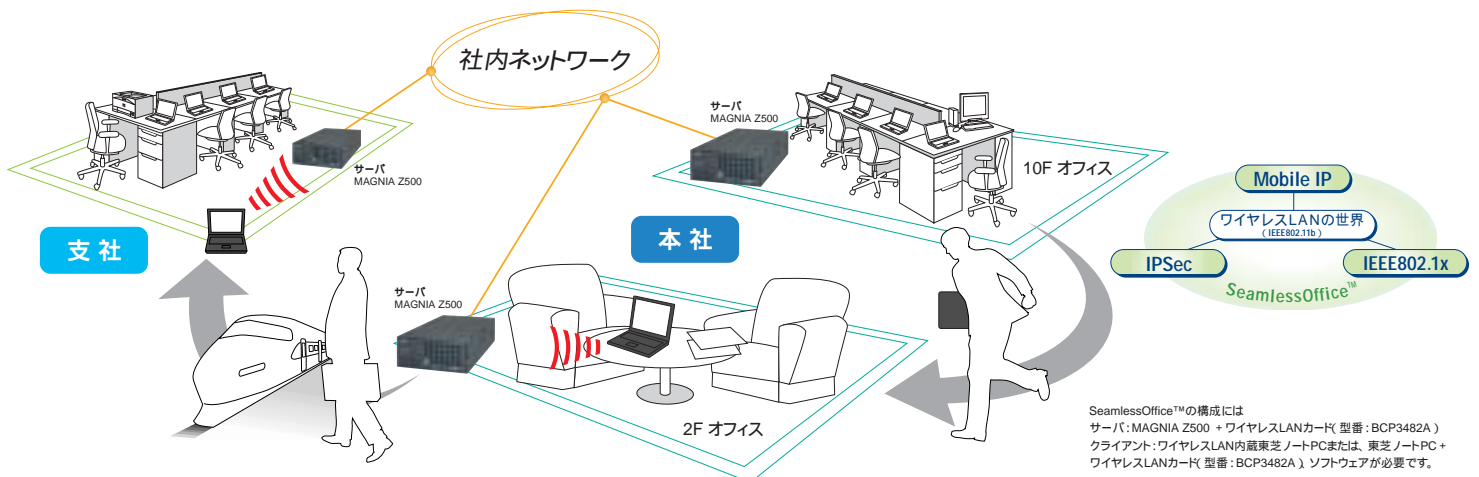 社内ネットワーク
サーバ
MAGNIA Z500
サーバ
MAGNIA Z500
10F オフィス
支社
本社
サーバ
MAGNIA Z500
2F オフィス
Mobile IP
ワイヤレスLANの世界
(IEEE802.11b)
IPSec
IEEE802.1x
SeamlessOffice™
SeamlessOffice™の構成には
サーバ:MAGNIA Z500 +ワイヤレスLANカード(型番:BCP3482A)
クライアント:ワイヤレスLAN内蔵東芝ノートPCまたは、東芝ノートPC+
ワイヤレスLANカード(型番:BCP3482A)、ソフトウェアが必要です。